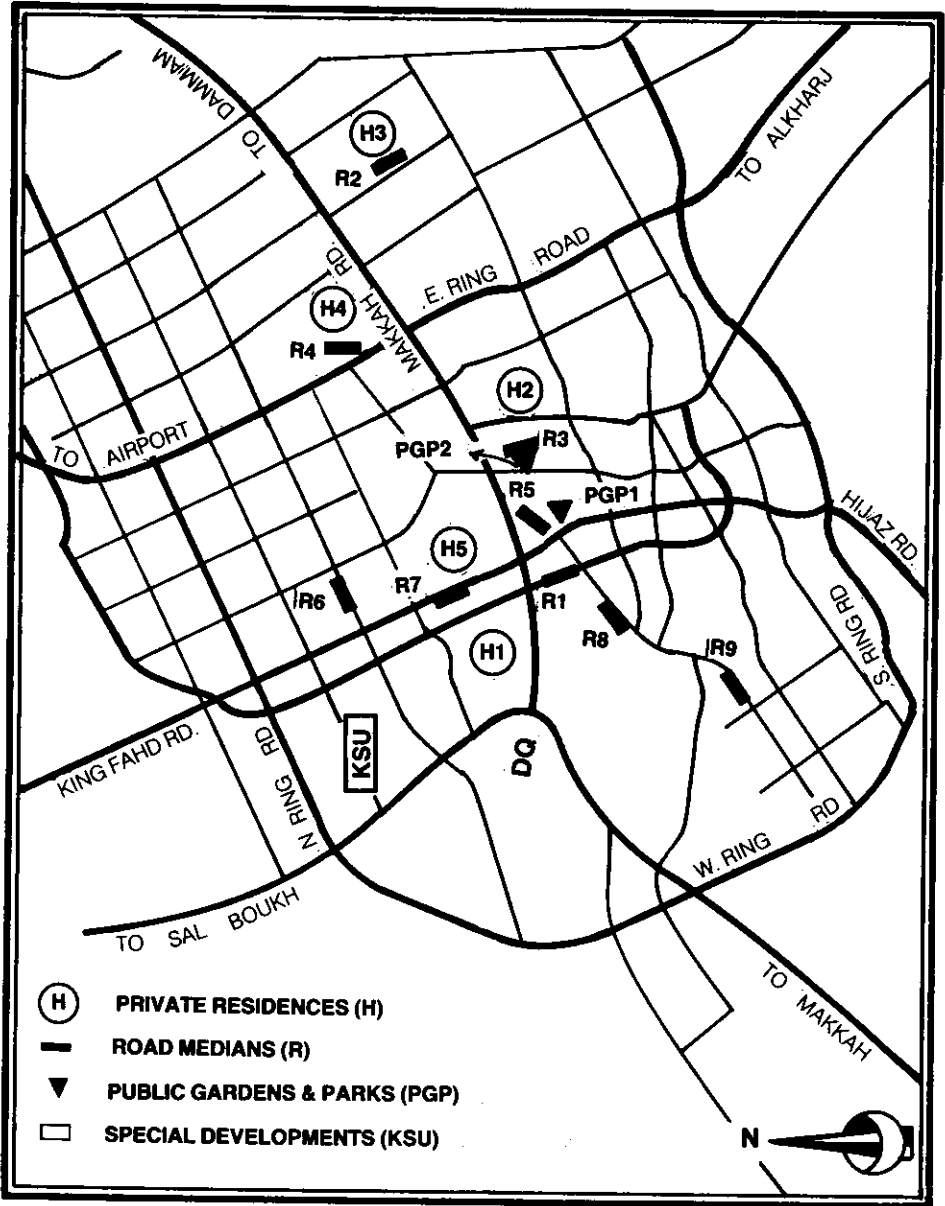 TO DAMMAM
H3
R2
TO ALKHARJ
MAKKAH RD.
E. RING ROAD
H4
R4
H2
TO AIRPORT
PGP2
R3
R5
PGP1
HIJAZ RD.
H5
R6
R7
R1
R8
R9
H1
S. RING RD
KING FAHD RD.
N RING RD
KSU
DQ
W. RING RD
TO SAL BOUKH
TO MAKKAH
H PRIVATE RESIDENCES (H)
ROAD MEDIANS (R)
PUBLIC GARDENS & PARKS (PGP)
SPECIAL DEVELOPMENTS (KSU)
N